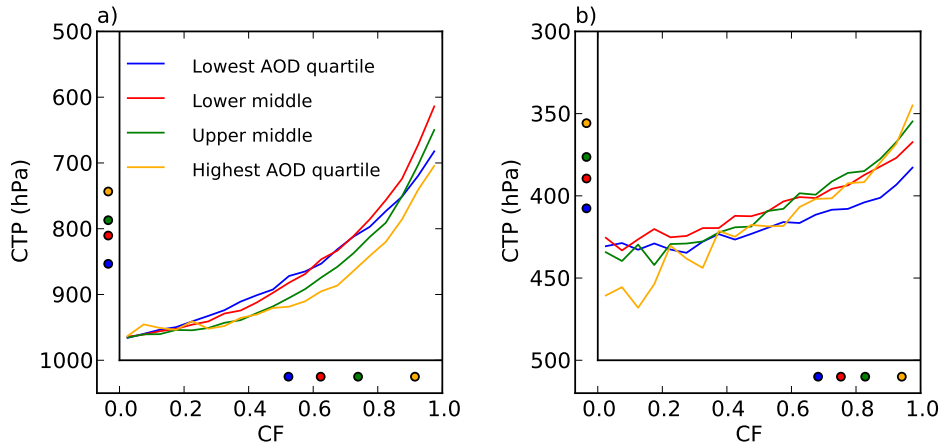 a)
500
600
700
800
900
1000
CTP (hPa)
Lowest AOD quartile
Lower middle
Upper middle
Highest AOD quartile
0.0 0.2 0.4 0.6 0.8 1.0
CF
b)
300
350
400
450
500
CTP (hPa)
0.0 0.2 0.4 0.6 0.8 1.0
CF